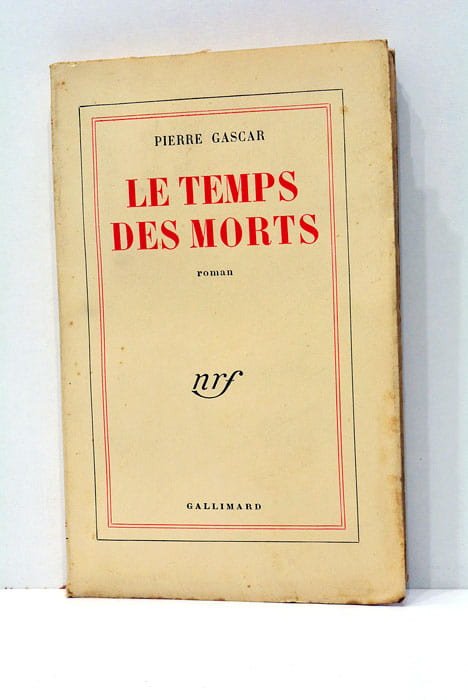 PIERRE GASCAR
LE TEMPS
DES MORTS
roman
nrf
GALLIMARD